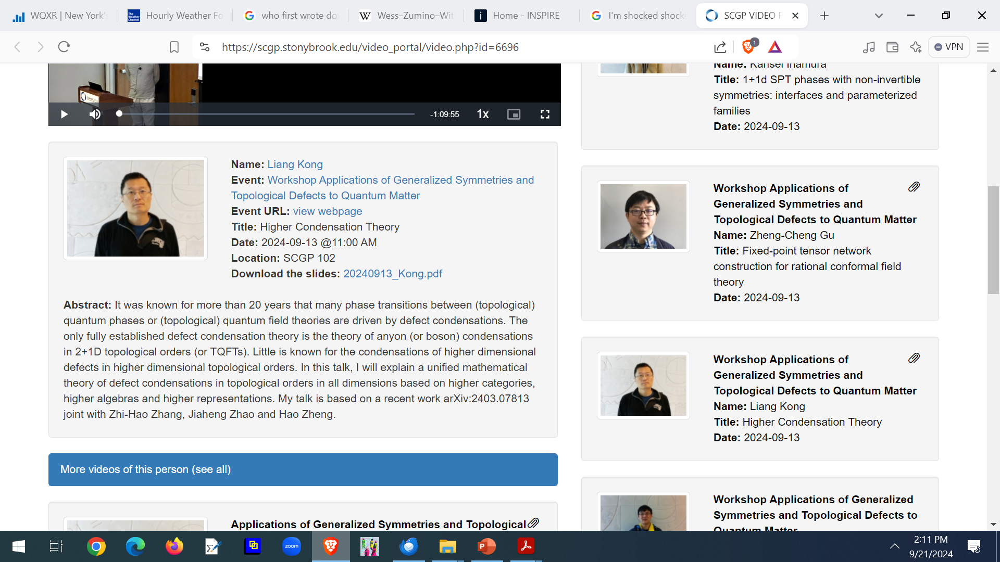 WQXR | New York's
Hourly Weather Fo
who first wrote do
Wess–Zumino–Wit
Home - INSPIRE
I'm shocked shock
SCGP VIDEO P
https://scgp.stonybrook.edu/video_portal/video.php?id=6696
1
VPN
-1:09:55
1x
Name: Liang Kong
Event: Workshop Applications of Generalized Symmetries and
Topological Defects to Quantum Matter
Event URL: view webpage
Title: Higher Condensation Theory
Date: 2024-09-13 @11:00 AM
Location: SCGP 102
Download the slides: 20240913_Kong.pdf
Abstract: It was known for more than 20 years that many phase transitions between (topological)
quantum phases or (topological) quantum field theories are driven by defect condensations. The
only fully established defect condensation theory is the theory of anyon (or boson) condensations
in 2+1D topological orders (or TQFTs). Little is known for the condensations of higher dimensional
defects in higher dimensional topological orders. In this talk, I will explain a unified mathematical
theory of defect condensations in topological orders in all dimensions based on higher categories,
higher algebras and higher representations. My talk is based on a recent work arXiv:2403.07813
joint with Zhi-Hao Zhang, Jiaheng Zhao and Hao Zheng.
More videos of this person (see all)
Applications of Generalized Symmetries and Topological
Name: Kansei Inamura
Title: 1+1d SPT phases with non-invertible
symmetries: interfaces and parameterized
families
Date: 2024-09-13
Workshop Applications of
Generalized Symmetries and
Topological Defects to Quantum Matter
Name: Zheng-Cheng Gu
Title: Fixed-point tensor network
construction for rational conformal field
theory
Date: 2024-09-13
Workshop Applications of
Generalized Symmetries and
Topological Defects to Quantum Matter
Name: Liang Kong
Title: Higher Condensation Theory
Date: 2024-09-13
Workshop Applications of Generalized
Symmetries and Topological Defects to
Quantum Matter
zoom
2:11 PM
9/21/2024